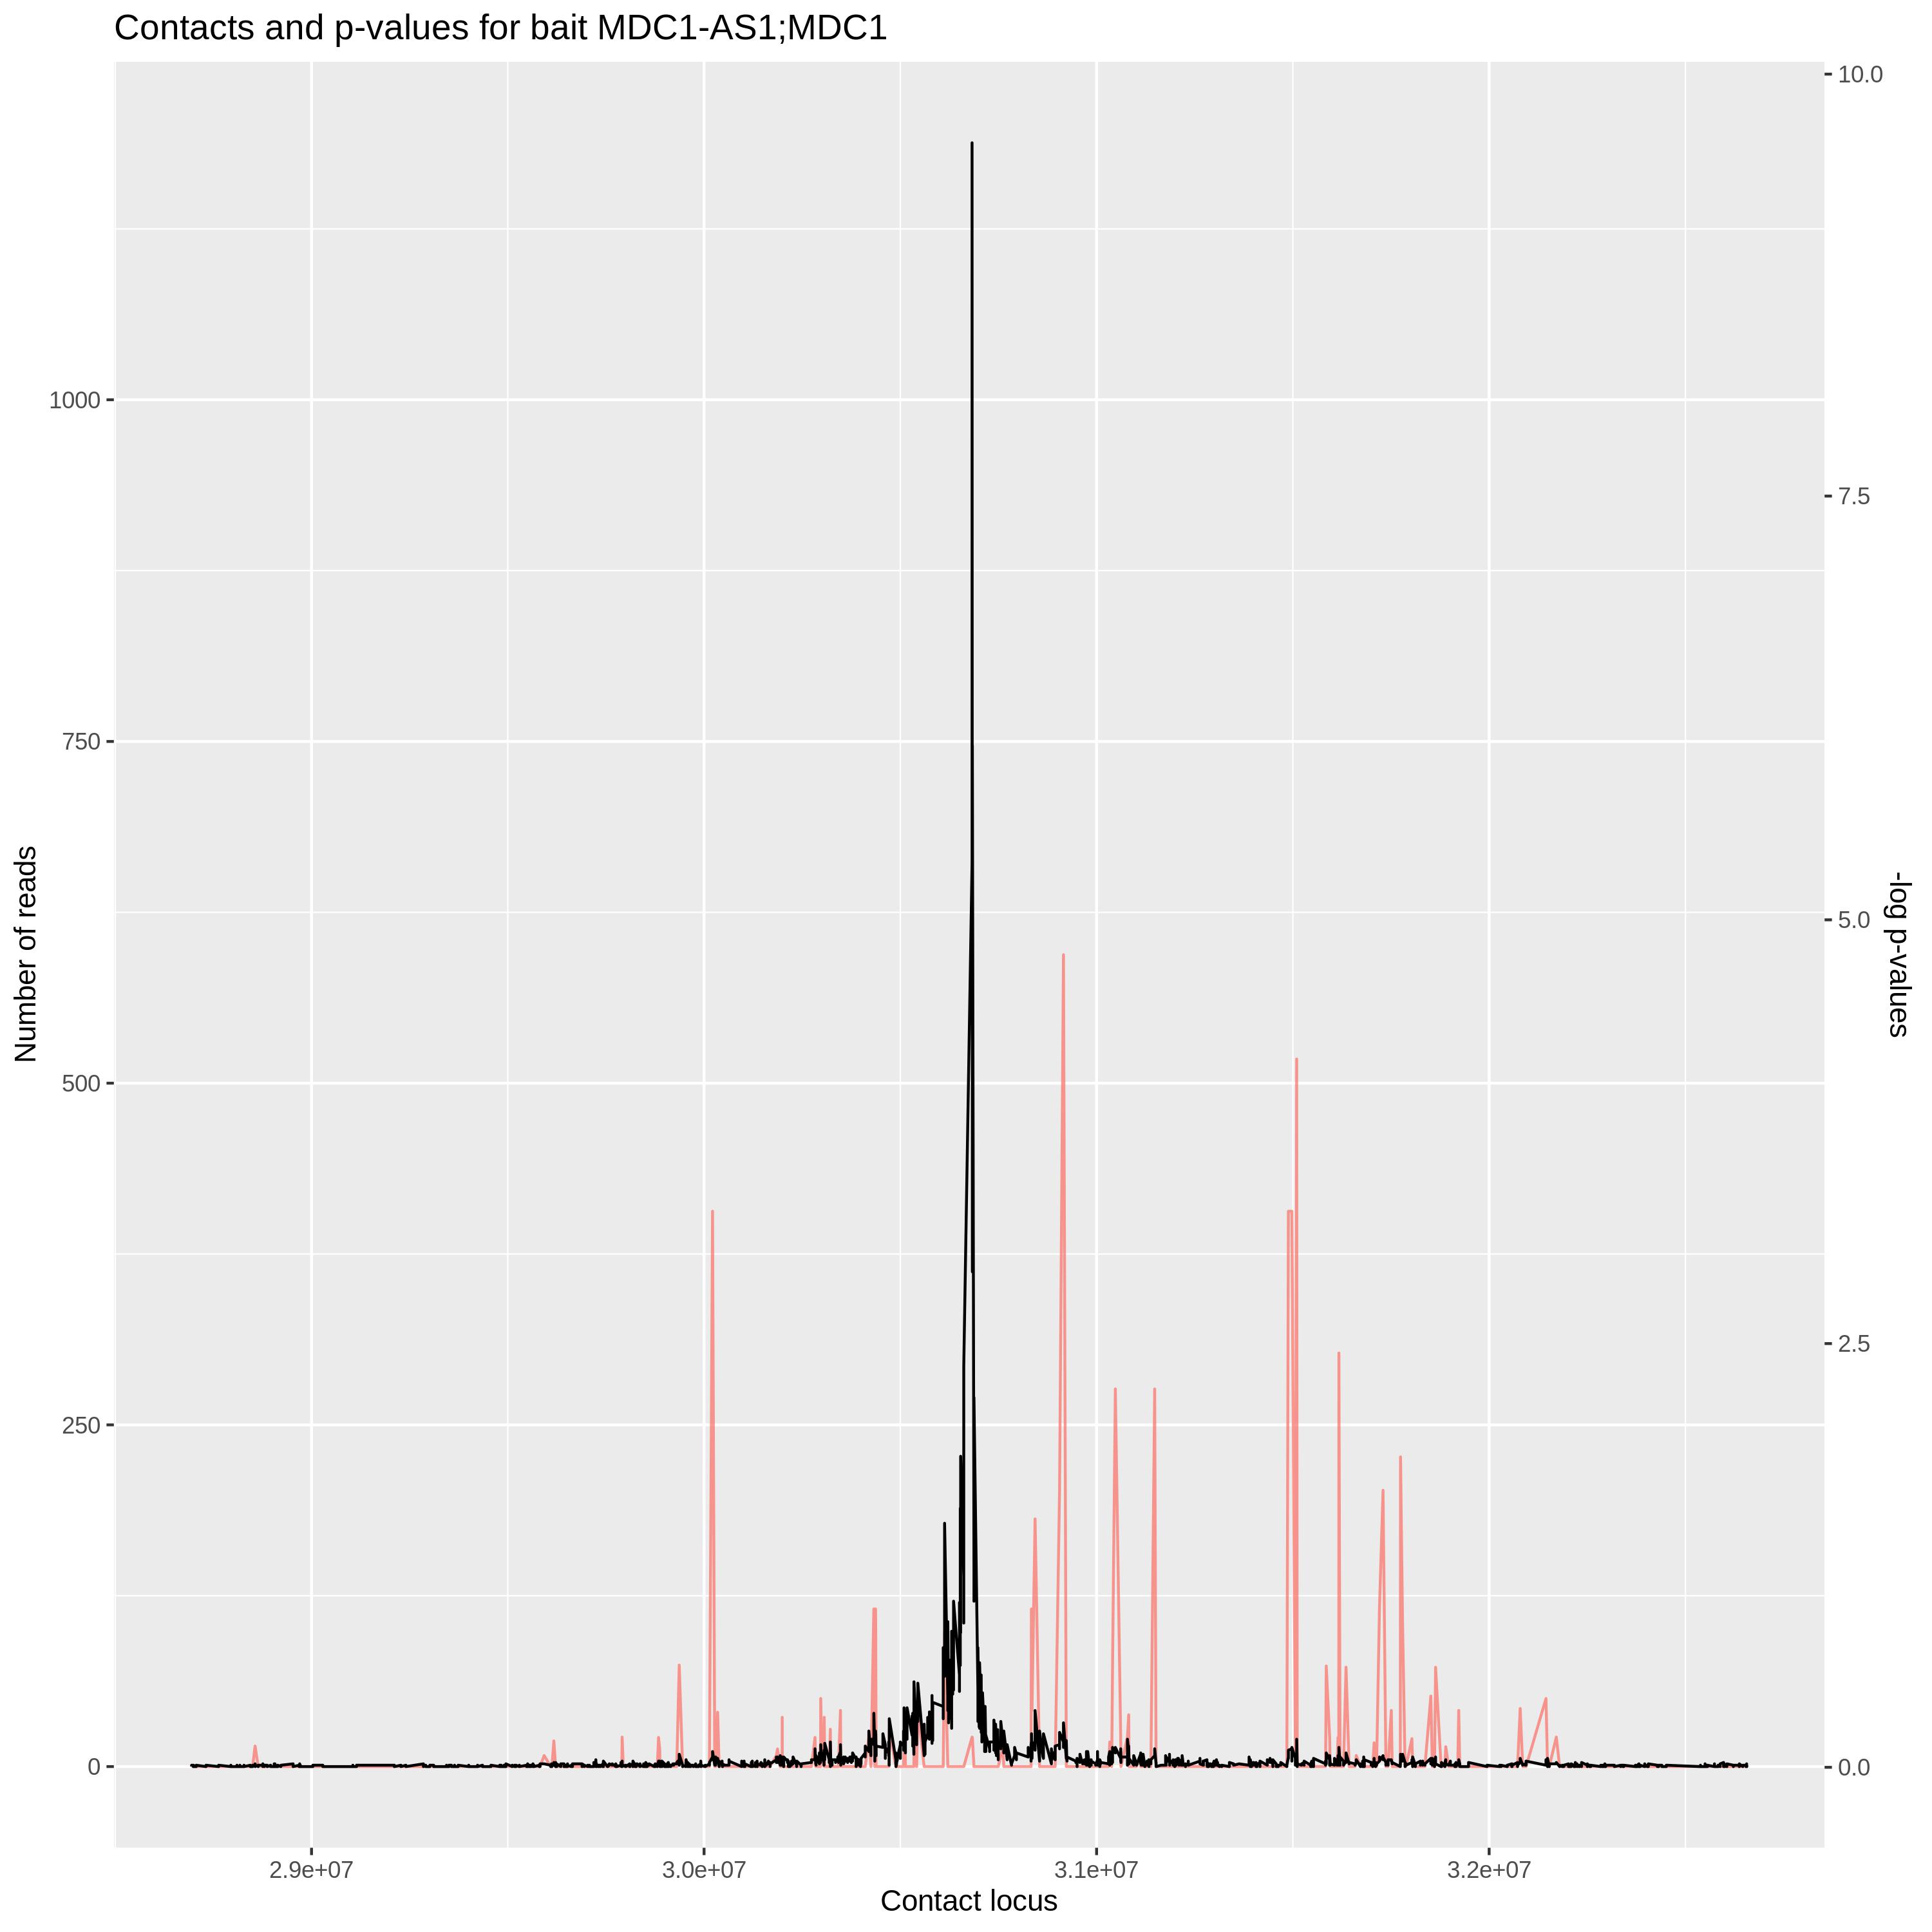 Contacts and p-values for bait MDC1-AS1;MDC1
10.0
7.5
5.0
2.5
0.0
-log p-values
1000
750
500
250
0
Number of reads
2.9e+07
3.0e+07
3.1e+07
3.2e+07
Contact locus